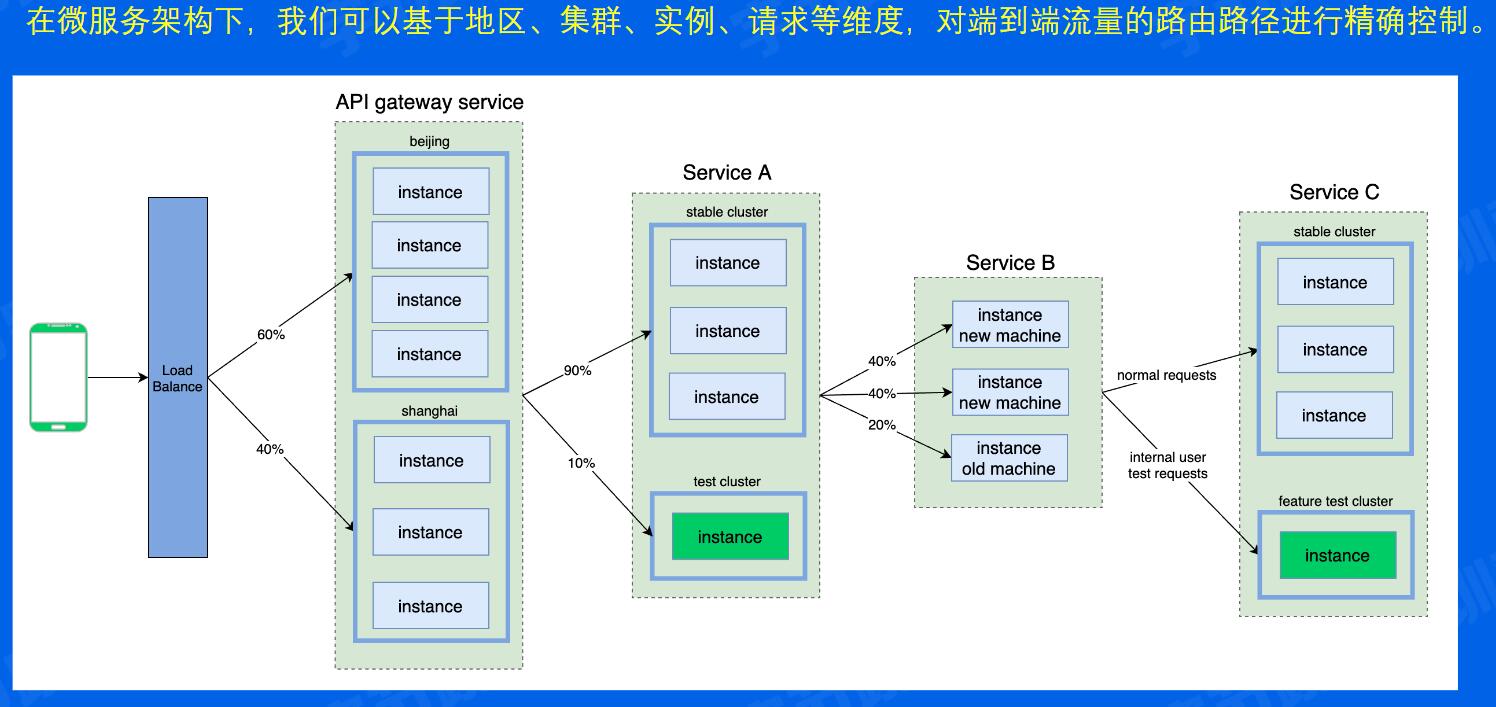 在微服务架构下，我们可以基于地区、集群、实例、请求等维度，对端到端流量的路由路径进行精确控制。
Load
Balance
60%
40%
API gateway service
beijing
instance
instance
instance
instance
shanghai
instance
instance
instance
90%
10%
Service A
stable cluster
instance
instance
instance
test cluster
instance
40%
40%
20%
Service B
instance
new machine
instance
new machine
instance
old machine
normal requests
internal user
test requests
Service C
stable cluster
instance
instance
instance
feature test cluster
instance